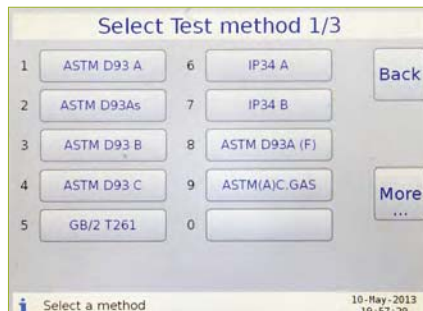 Select Test method 1/3
1 ASTM D93 A 6 IP34 A
Back
2 ASTM D93As 7 IP34 B
3 ASTM D93 B 8 ASTM D93A (F)
4 ASTM D93 C 9 ASTM(A)C.GAS
More
...
5 GB/2 T261 0
i Select a method 10-May-2013